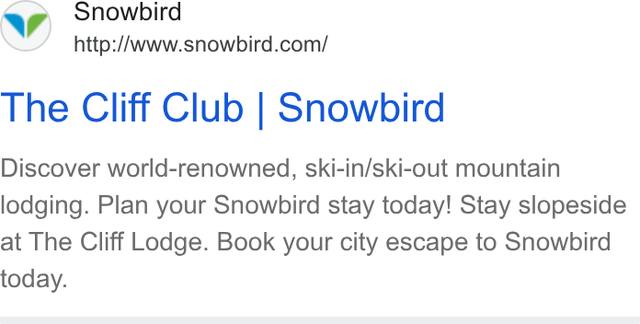 Snowbird
http://www.snowbird.com/
The Cliff Club | Snowbird
Discover world-renowned, ski-in/ski-out mountain
lodging. Plan your Snowbird stay today! Stay slopeside
at The Cliff Lodge. Book your city escape to Snowbird
today.